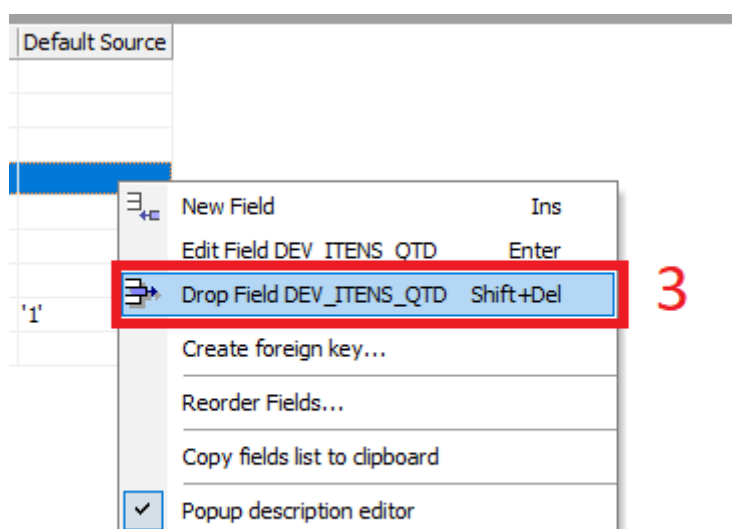 Default Source
New Field Ins
Edit Field DEV_ITENS_QTD Enter
Drop Field DEV_ITENS_QTD Shift+Del
3
'1'
Create foreign key...
Reorder Fields...
Copy fields list to clipboard
Popup description editor